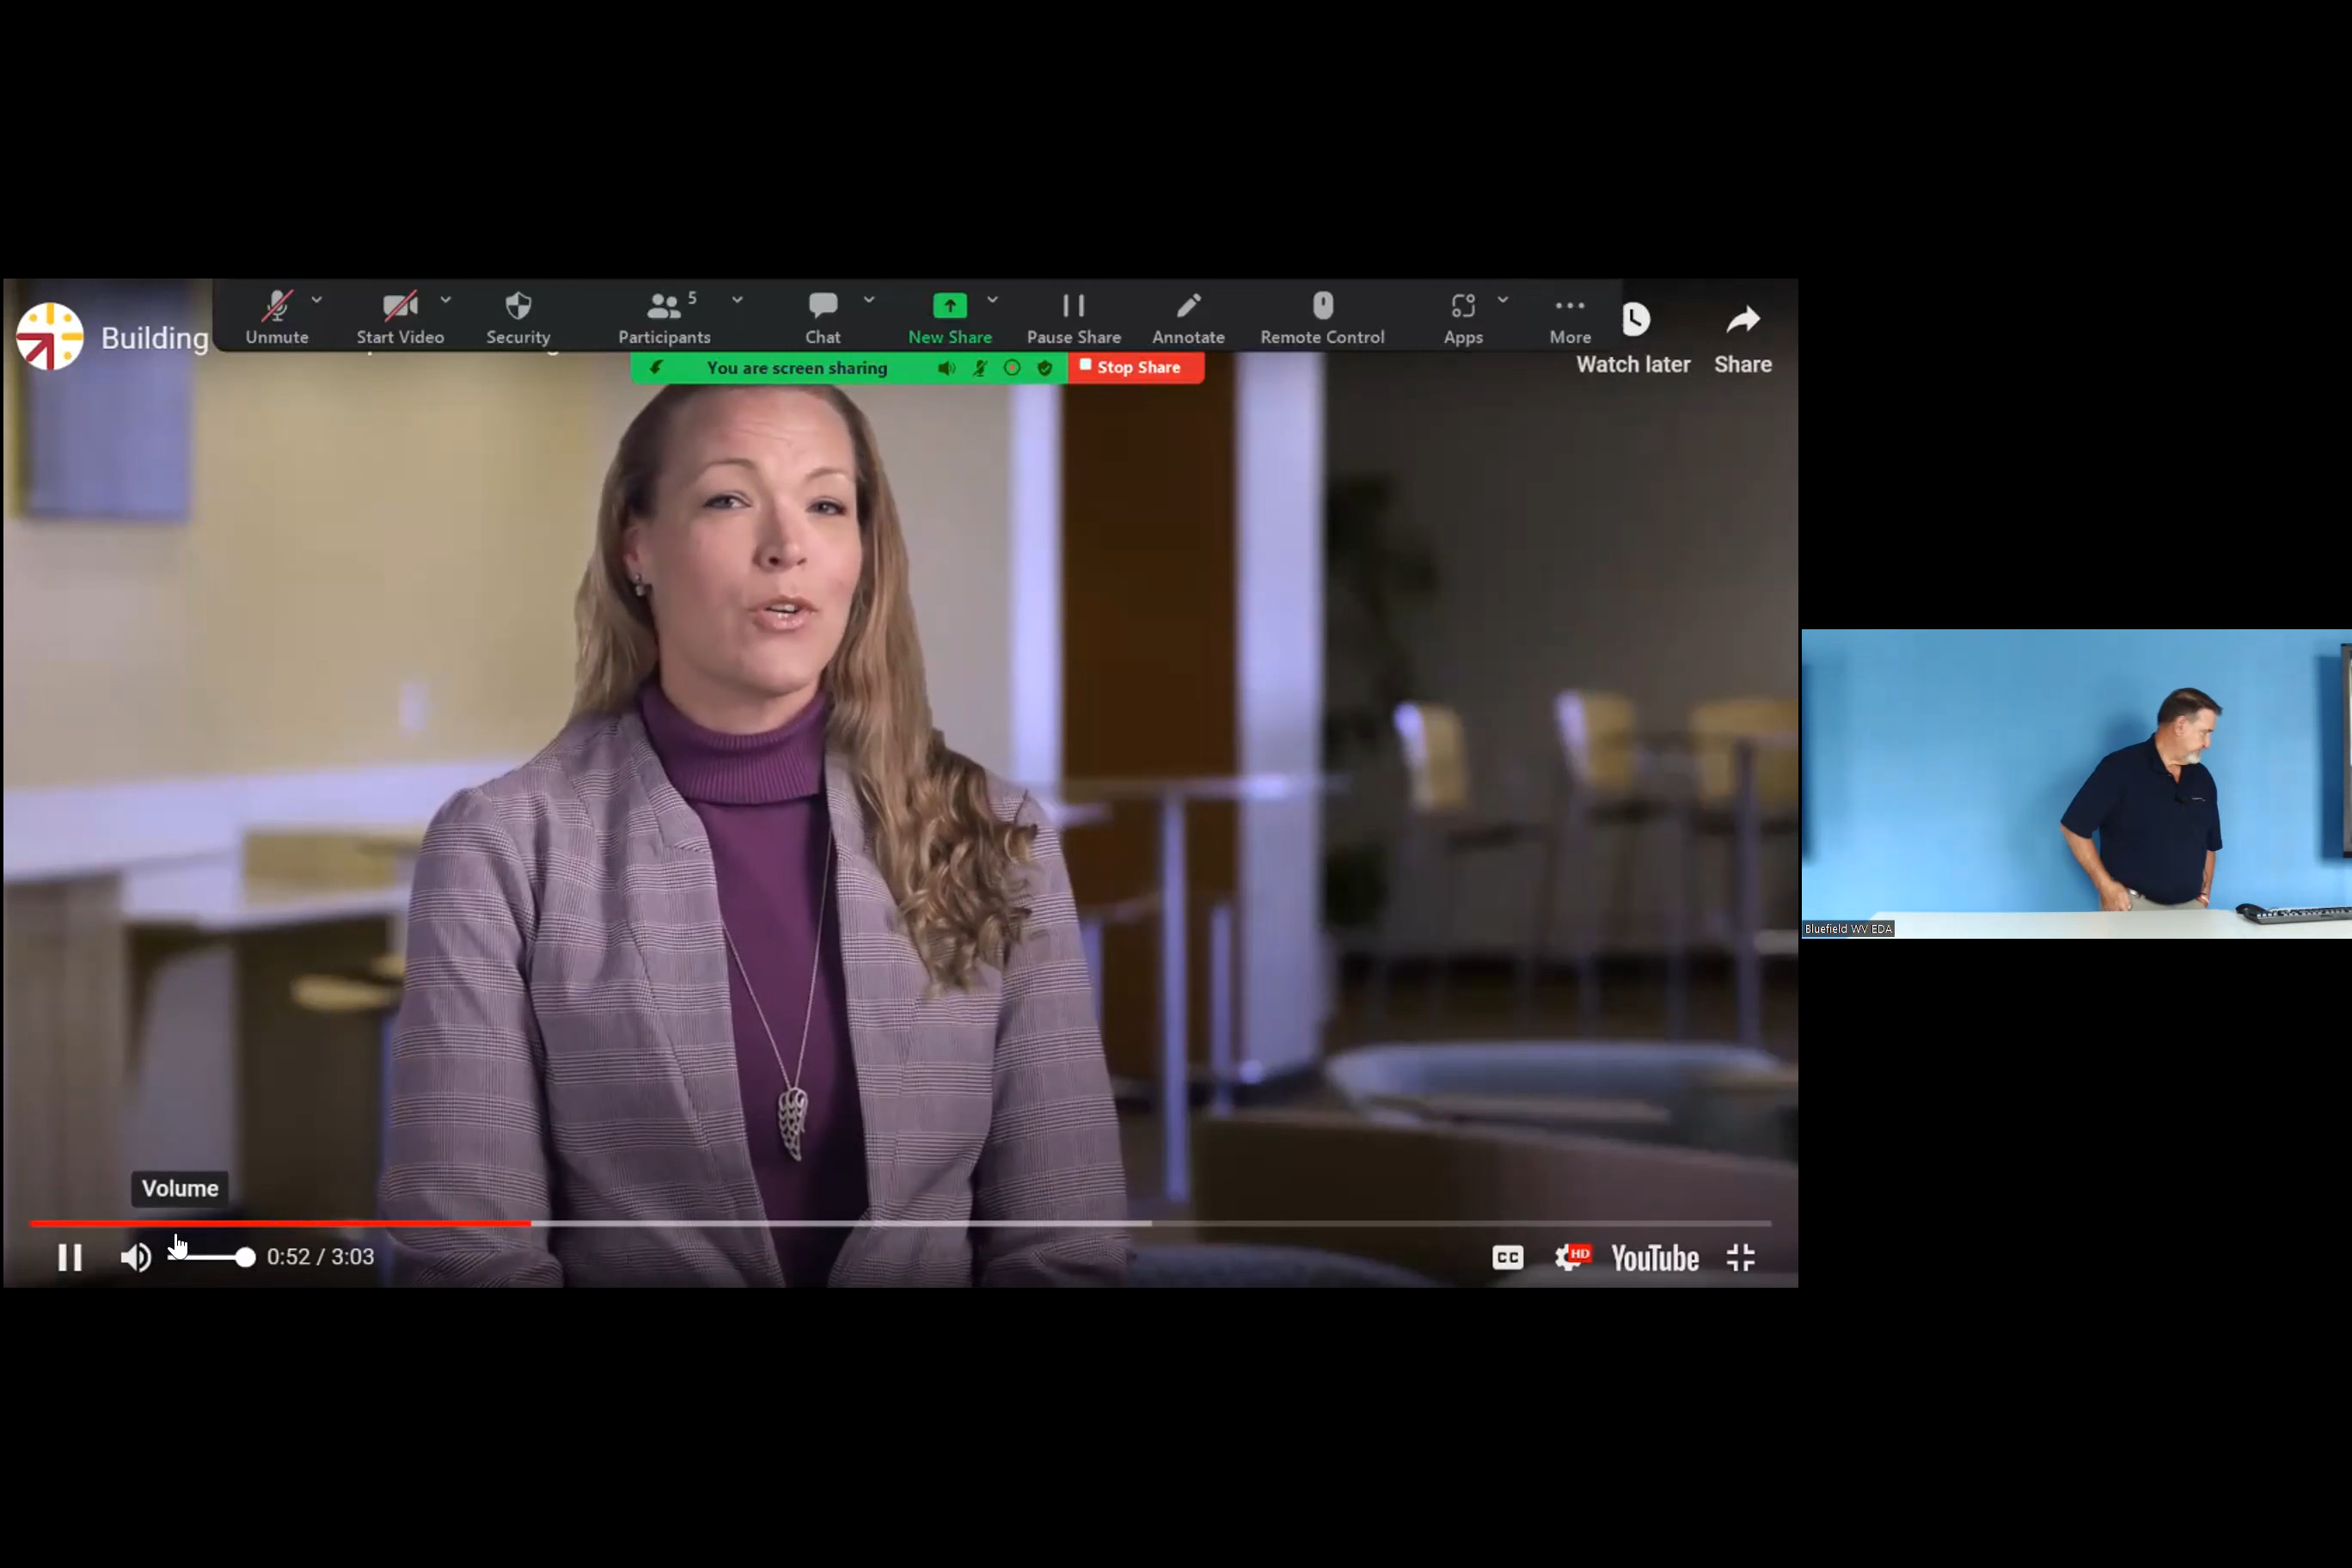 Building
Unmute
Start Video
Security
5
Participants
Chat
New Share
Pause Share
Annotate
Remote Control
Apps
More
You are screen sharing
Stop Share
Watch later
Share
Bluefield WV EDA
Volume
0:52 / 3:03
CC
HD
YouTube